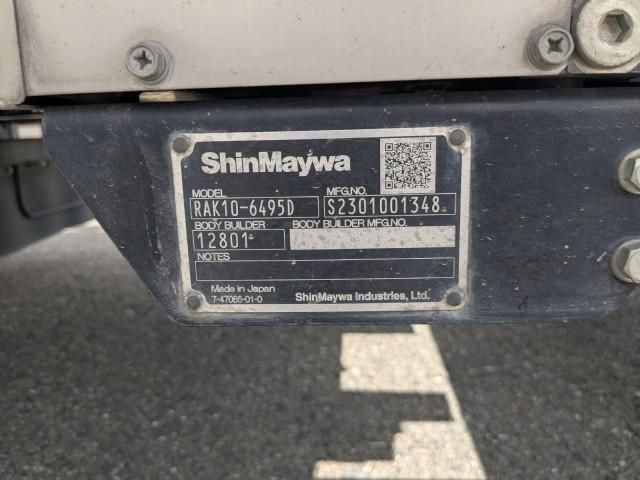 ShinMaywa
MODEL MFG.NO.
RAK10-6495D S2301001348
BODY BUILDER BODY BUILDER MFG.NO.
12801
NOTES
Made in Japan
7-47065-01-0 ShinMaywa Industries, Ltd.